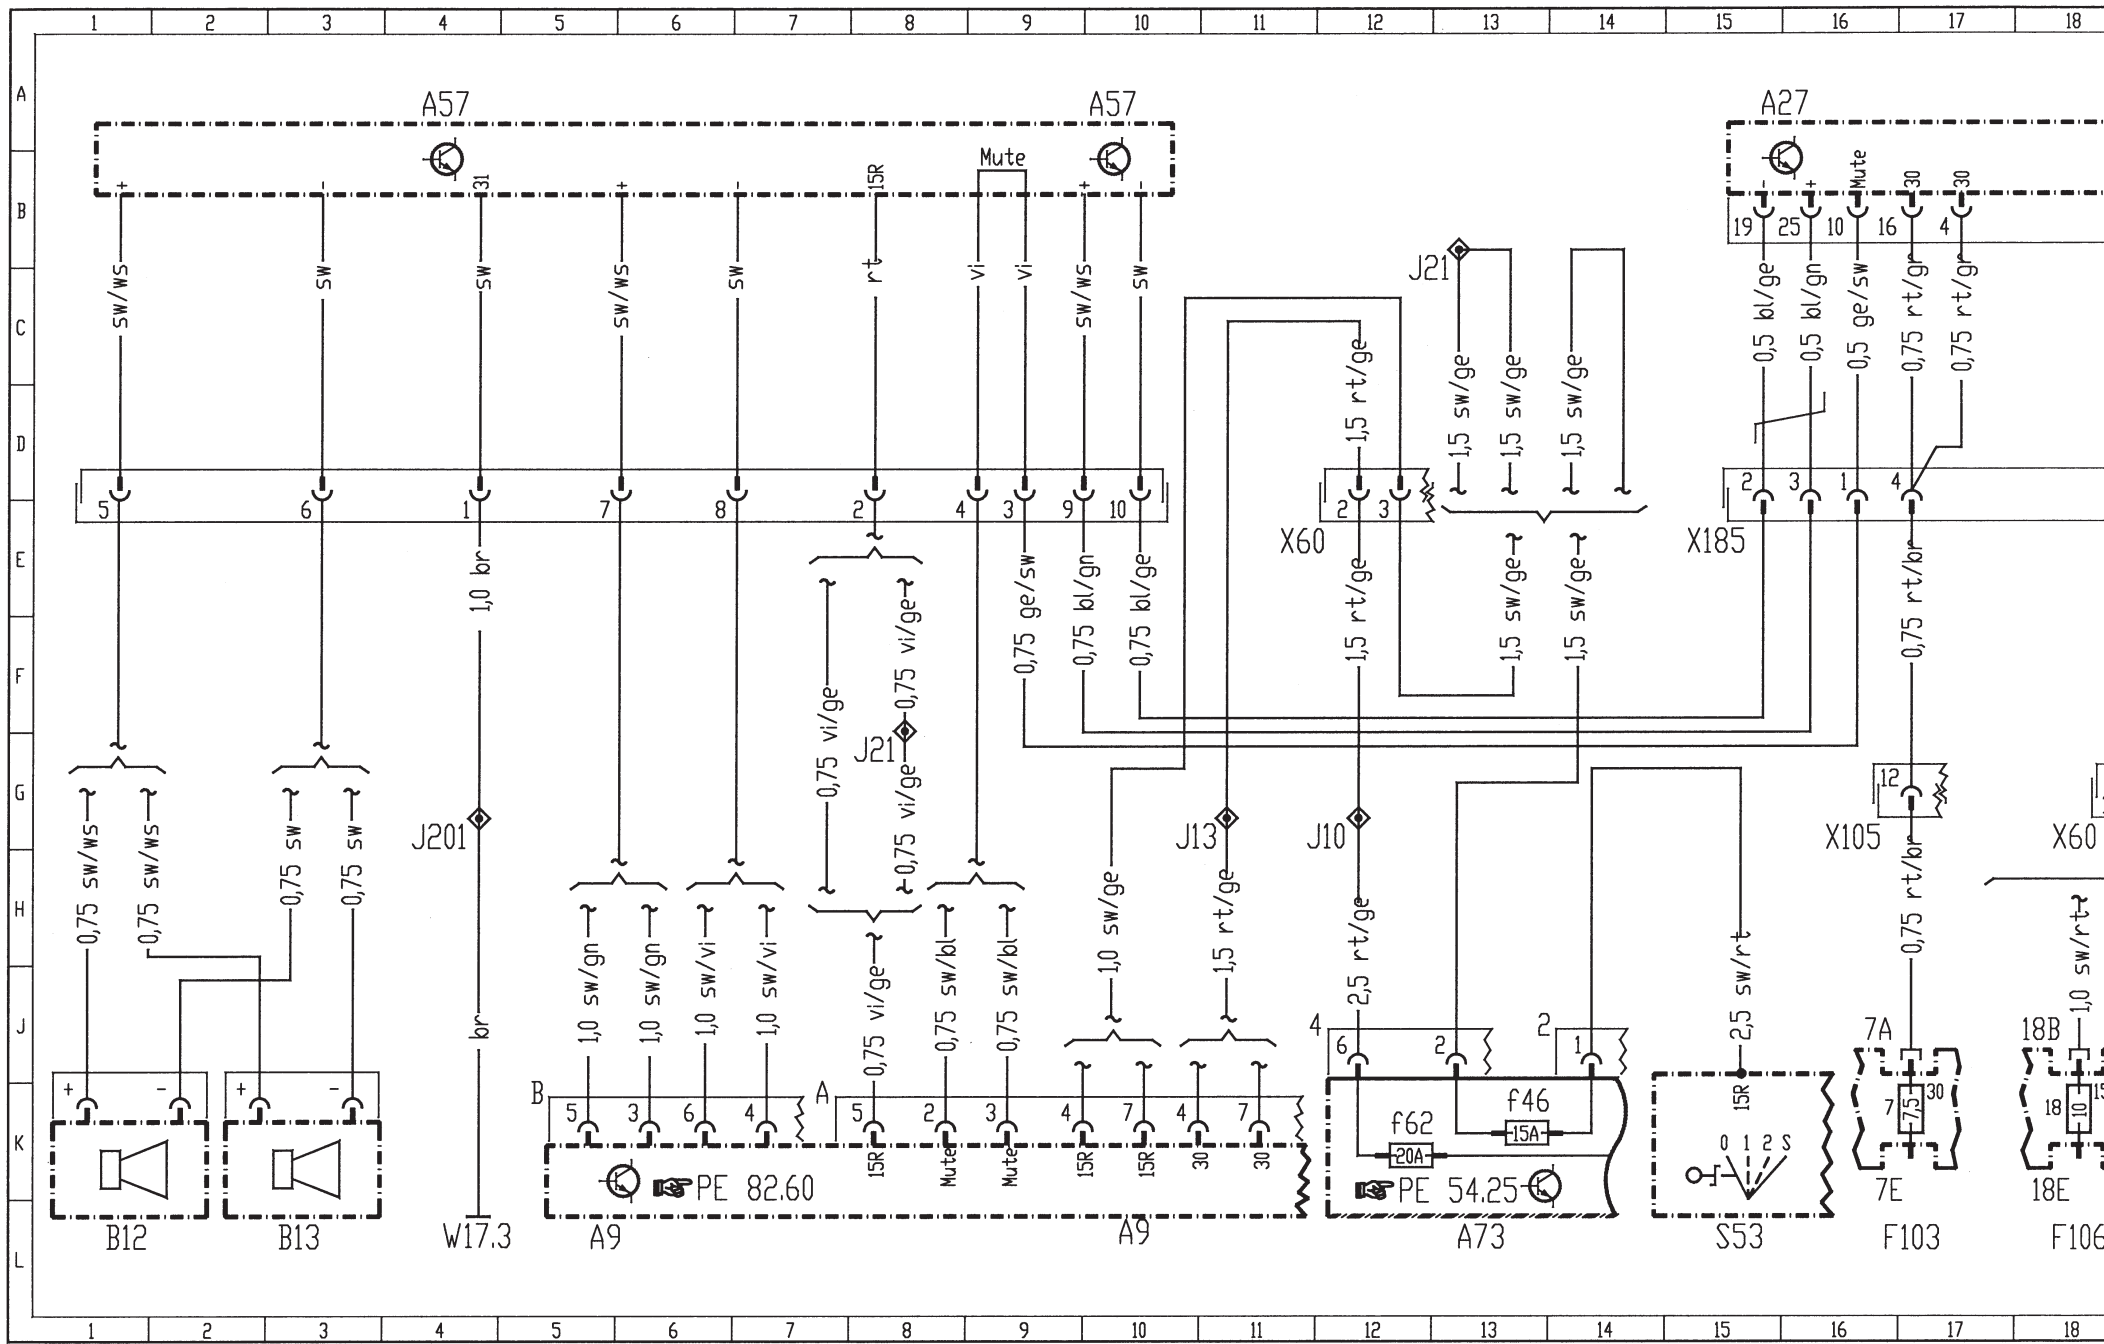 1 2 3 4 5 6 7 8 9 10 11 12 13 14 15 16 17 18
A
B
C
D
E
F
G
H
J
K
L
A57 A57 A27
Mute
+ - 31 + - 15R + -
- + Mute 30 30
19 25 10 16 4
sw/ws sw sw sw/ws sw rt vi vi sw/ws sw
J21
0,5 bl/ge 0,5 bl/gn 0,5 ge/sw 0,75 rt/gr 0,75 rt/gr
1,5 rt/ge 1,5 sw/ge 1,5 sw/ge 1,5 sw/ge
5 6 1 7 8 2 4 3 9 10
2 3
2 3 1 4
X60 X185
1,0 br
0,75 vi/ge 0,75 vi/ge
0,75 ge/sw 0,75 bl/gn 0,75 bl/ge
1,5 rt/ge 1,5 sw/ge 1,5 sw/ge
0,75 rt/br
J21
0,75 vi/ge
12
J201 J13 J10 X105 X60
0,75 sw/ws 0,75 sw/ws 0,75 sw 0,75 sw
1,0 sw/ge 1,5 rt/ge 2,5 rt/ge
0,75 rt/br
br
1,0 sw/gn 1,0 sw/gn 1,0 sw/vi 1,0 sw/vi
0,75 vi/ge 0,75 sw/bl 0,75 sw/bl
2,5 sw/rt
1,0 sw/rt
4 6 2 2 1
7A 18B
+ - + -
B 5 3 6 4
A 5 2 3 4 7 4 7
15R Mute Mute 15R 15R 30 30
f62 20A
f46 15A
15R
0 1 2 S
7 7,5 30
18 10 15
PE 82.60
PE 54.25
7E 18E
B12 B13 W17.3 A9 A9 A73 S53 F103 F106
1 2 3 4 5 6 7 8 9 10 11 12 13 14 15 16 17 18